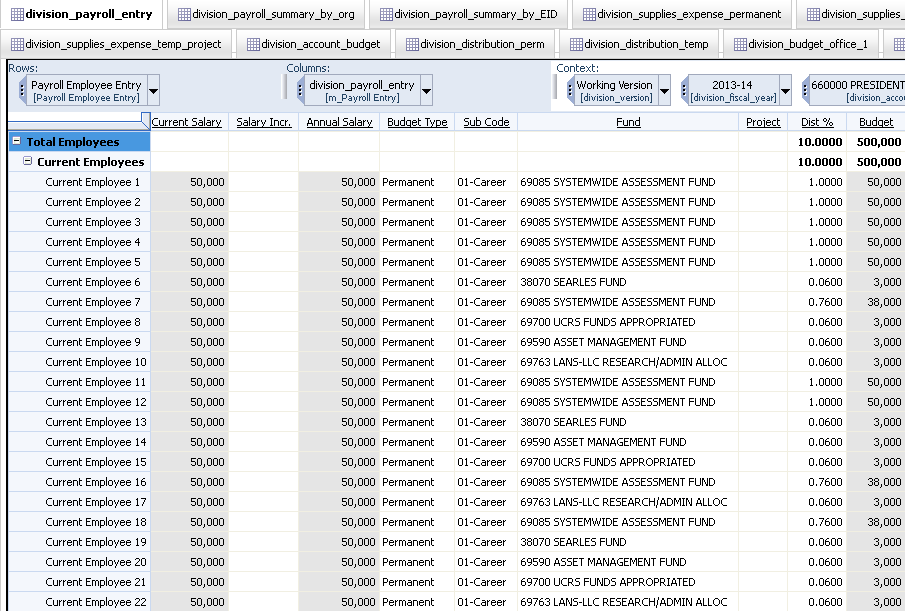 division_payroll_entry division_payroll_summary_by_org division_payroll_summary_by_EID division_supplies_expense_permanent division_supplies_
division_supplies_expense_temp_project division_account_budget division_distribution_perm division_distribution_temp division_budget_office_1
Rows: Columns: Context:
Payroll Employee Entry division_payroll_entry Working Version 2013-14 660000 PRESIDENT
[Payroll Employee Entry] [m_Payroll Entry] [division_version] [division_fiscal_year] [division_acco
Current Salary Salary Incr. Annual Salary Budget Type Sub Code Fund Project Dist % Budget
Total Employees 10.0000 500,000
Current Employees 10.0000 500,000
Current Employee 1 50,000 50,000 Permanent 01-Career 69085 SYSTEMWIDE ASSESSMENT FUND 1.0000 50,000
Current Employee 2 50,000 50,000 Permanent 01-Career 69085 SYSTEMWIDE ASSESSMENT FUND 1.0000 50,000
Current Employee 3 50,000 50,000 Permanent 01-Career 69085 SYSTEMWIDE ASSESSMENT FUND 1.0000 50,000
Current Employee 4 50,000 50,000 Permanent 01-Career 69085 SYSTEMWIDE ASSESSMENT FUND 1.0000 50,000
Current Employee 5 50,000 50,000 Permanent 01-Career 69085 SYSTEMWIDE ASSESSMENT FUND 1.0000 50,000
Current Employee 6 50,000 50,000 Permanent 01-Career 38070 SEARLES FUND 0.0600 3,000
Current Employee 7 50,000 50,000 Permanent 01-Career 69085 SYSTEMWIDE ASSESSMENT FUND 0.7600 38,000
Current Employee 8 50,000 50,000 Permanent 01-Career 69700 UCRS FUNDS APPROPRIATED 0.0600 3,000
Current Employee 9 50,000 50,000 Permanent 01-Career 69590 ASSET MANAGEMENT FUND 0.0600 3,000
Current Employee 10 50,000 50,000 Permanent 01-Career 69763 LANS-LLC RESEARCH/ADMIN ALLOC 0.0600 3,000
Current Employee 11 50,000 50,000 Permanent 01-Career 69085 SYSTEMWIDE ASSESSMENT FUND 1.0000 50,000
Current Employee 12 50,000 50,000 Permanent 01-Career 69085 SYSTEMWIDE ASSESSMENT FUND 1.0000 50,000
Current Employee 13 50,000 50,000 Permanent 01-Career 38070 SEARLES FUND 0.0600 3,000
Current Employee 14 50,000 50,000 Permanent 01-Career 69590 ASSET MANAGEMENT FUND 0.0600 3,000
Current Employee 15 50,000 50,000 Permanent 01-Career 69700 UCRS FUNDS APPROPRIATED 0.0600 3,000
Current Employee 16 50,000 50,000 Permanent 01-Career 69085 SYSTEMWIDE ASSESSMENT FUND 0.7600 38,000
Current Employee 17 50,000 50,000 Permanent 01-Career 69763 LANS-LLC RESEARCH/ADMIN ALLOC 0.0600 3,000
Current Employee 18 50,000 50,000 Permanent 01-Career 69085 SYSTEMWIDE ASSESSMENT FUND 0.7600 38,000
Current Employee 19 50,000 50,000 Permanent 01-Career 38070 SEARLES FUND 0.0600 3,000
Current Employee 20 50,000 50,000 Permanent 01-Career 69590 ASSET MANAGEMENT FUND 0.0600 3,000
Current Employee 21 50,000 50,000 Permanent 01-Career 69700 UCRS FUNDS APPROPRIATED 0.0600 3,000
Current Employee 22 50,000 50,000 Permanent 01-Career 69763 LANS-LLC RESEARCH/ADMIN ALLOC 0.0600 3,000